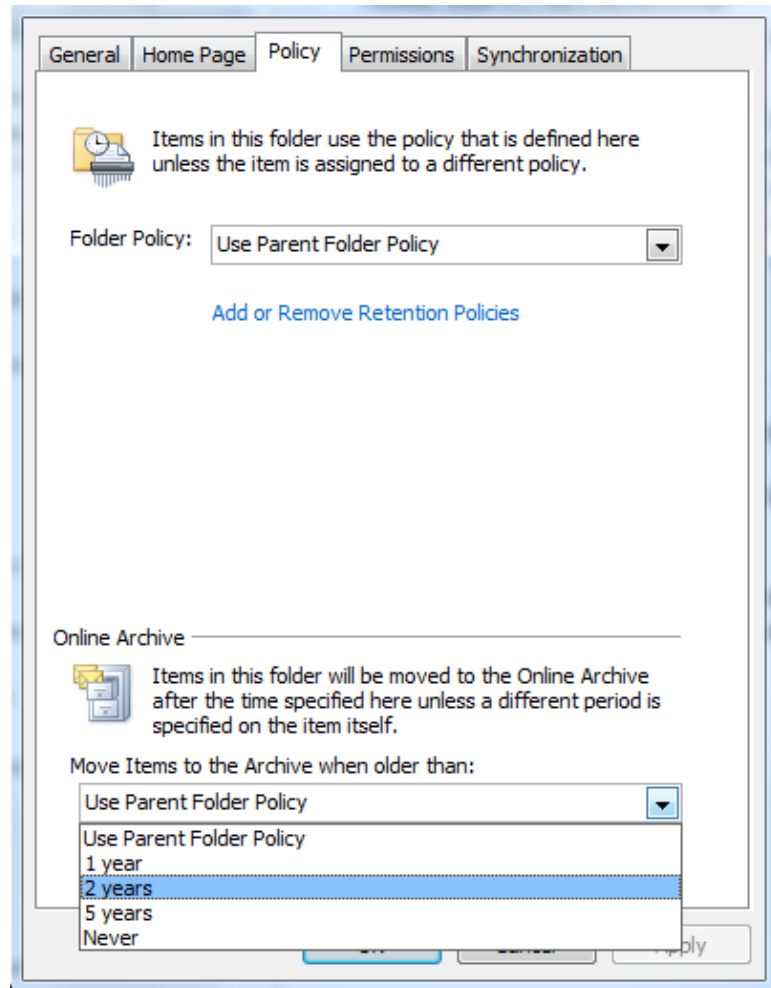 General Home Page Policy Permissions Synchronization
Items in this folder use the policy that is defined here
unless the item is assigned to a different policy.
Folder Policy: Use Parent Folder Policy
Add or Remove Retention Policies
Online Archive
Items in this folder will be moved to the Online Archive
after the time specified here unless a different period is
specified on the item itself.
Move Items to the Archive when older than:
Use Parent Folder Policy
Use Parent Folder Policy
1 year
2 years
5 years
Never